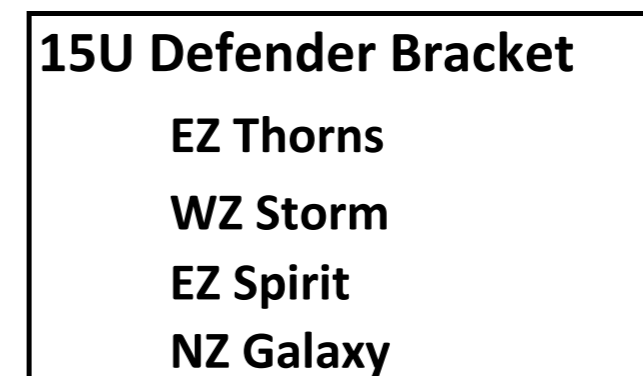 15U Defender Bracket
EZ Thorns
WZ Storm
EZ Spirit
NZ Galaxy